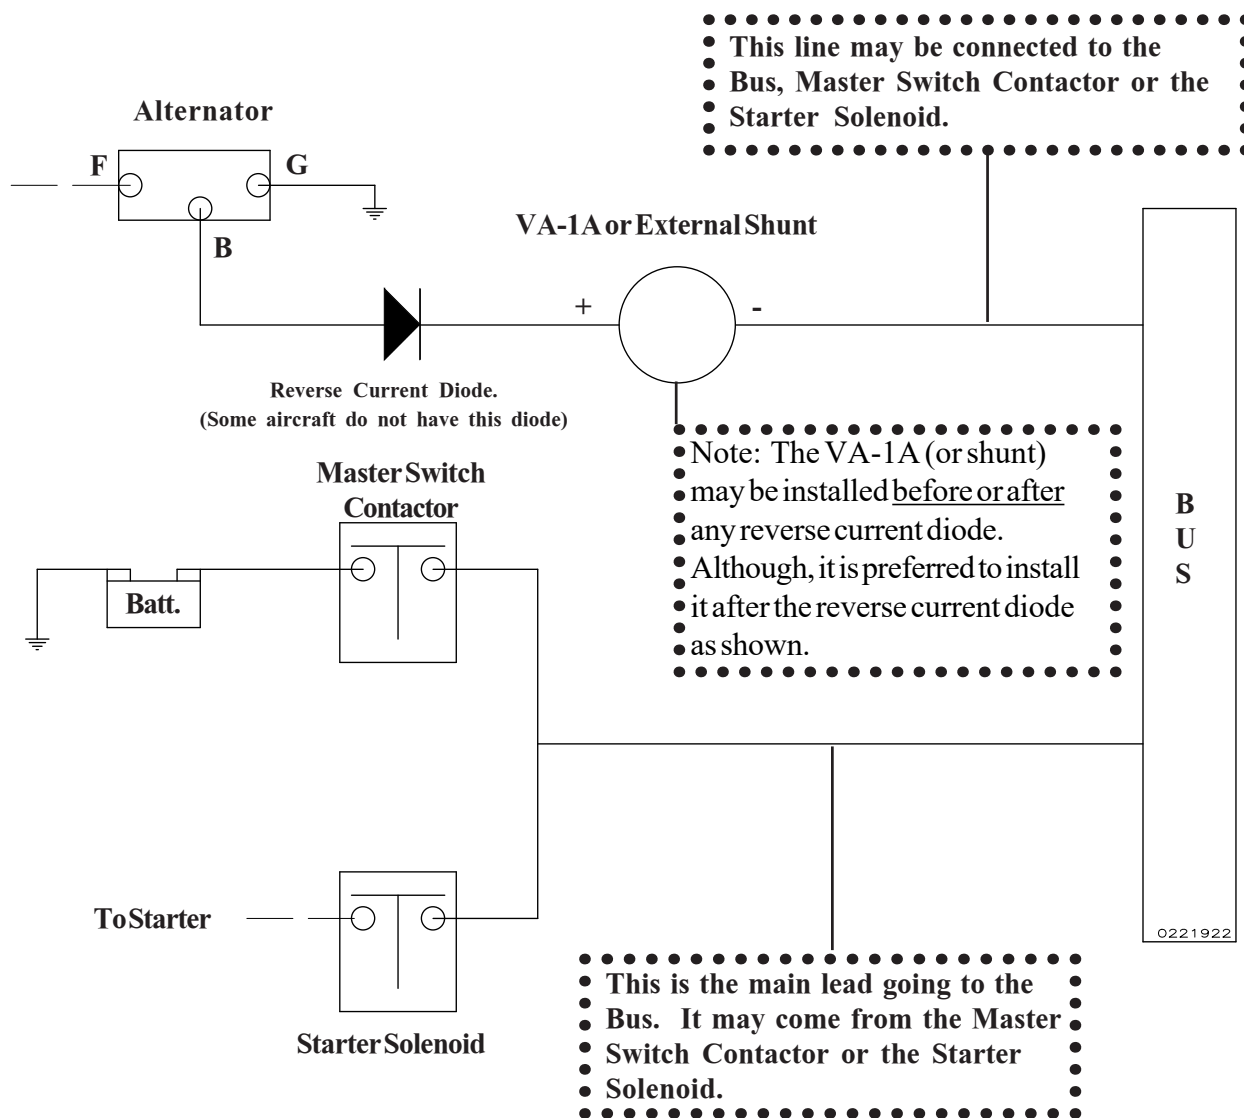 This line may be connected to the
Bus, Master Switch Contactor or the
Starter Solenoid.
Alternator
F
G
B
VA-1A or External Shunt
+
-
Reverse Current Diode.
(Some aircraft do not have this diode)
Note: The VA-1A (or shunt)
may be installed before or after
any reverse current diode.
Although, it is preferred to install
it after the reverse current diode
as shown.
Master Switch
Contactor
Batt.
B
U
S
To Starter
Starter Solenoid
0221922
This is the main lead going to the
Bus. It may come from the Master
Switch Contactor or the Starter
Solenoid.